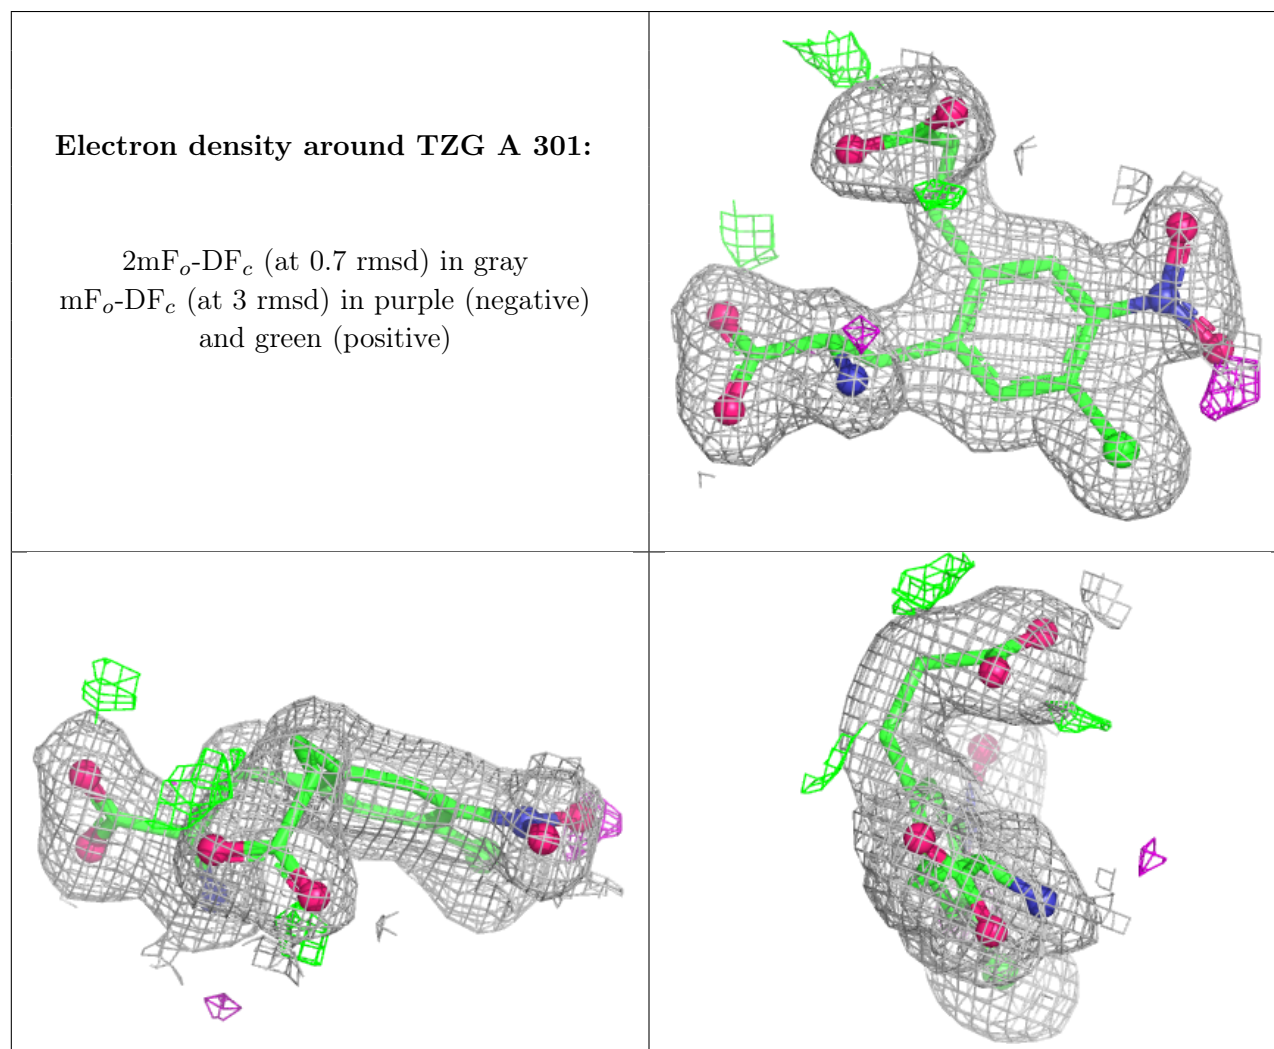 Electron density around TZG A 301:
2mFo-DFc (at 0.7 rmsd) in gray
mFo-DFc (at 3 rmsd) in purple (negative)
and green (positive)